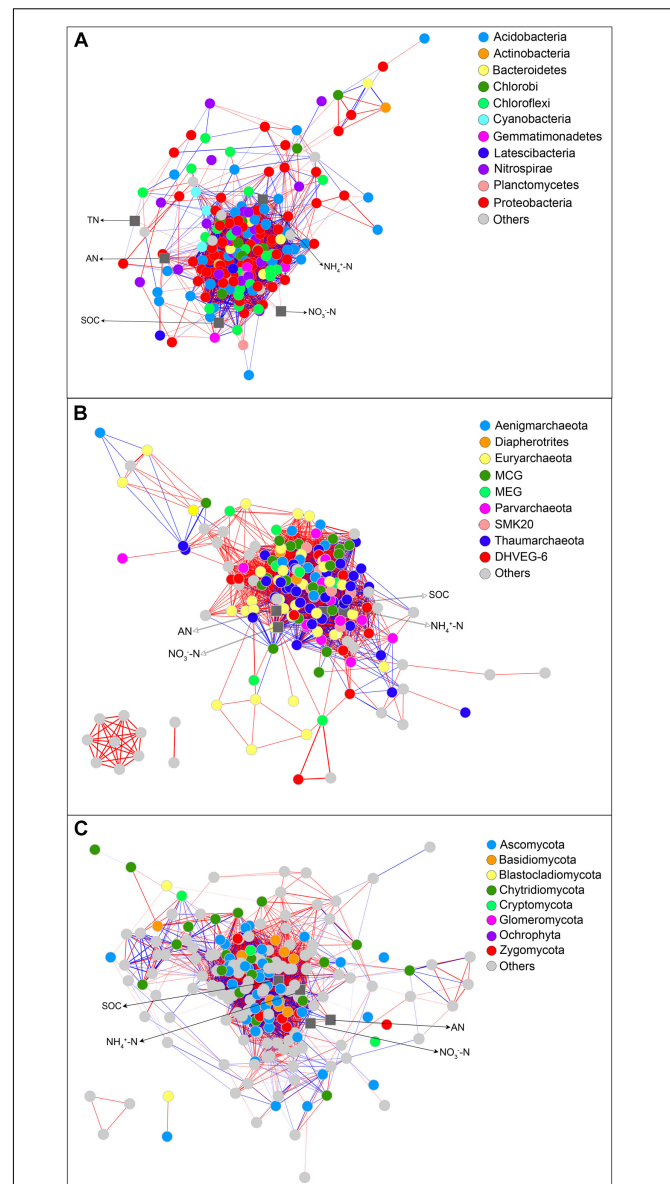 A
Acidobacteria
Actinobacteria
Bacteroidetes
Chlorobi
Chloroflexi
Cyanobacteria
Gemmatimonadetes
Latescibacteria
Nitrospirae
Planctomycetes
Proteobacteria
Others
TN
AN
NH₄⁺-N
SOC
NO₃⁻-N
B
Aenigmarchaeota
Diapherotrites
Euryarchaeota
MCG
MEG
Parvarchaeota
SMK20
Thaumarchaeota
DHVEG-6
Others
SOC
AN
NH₄⁺-N
NO₃⁻-N
C
Ascomycota
Basidiomycota
Blastocladiomycota
Chytridiomycota
Cryptomycota
Glomeromycota
Ochrophyta
Zygomycota
Others
SOC
AN
NH₄⁺-N
NO₃⁻-N